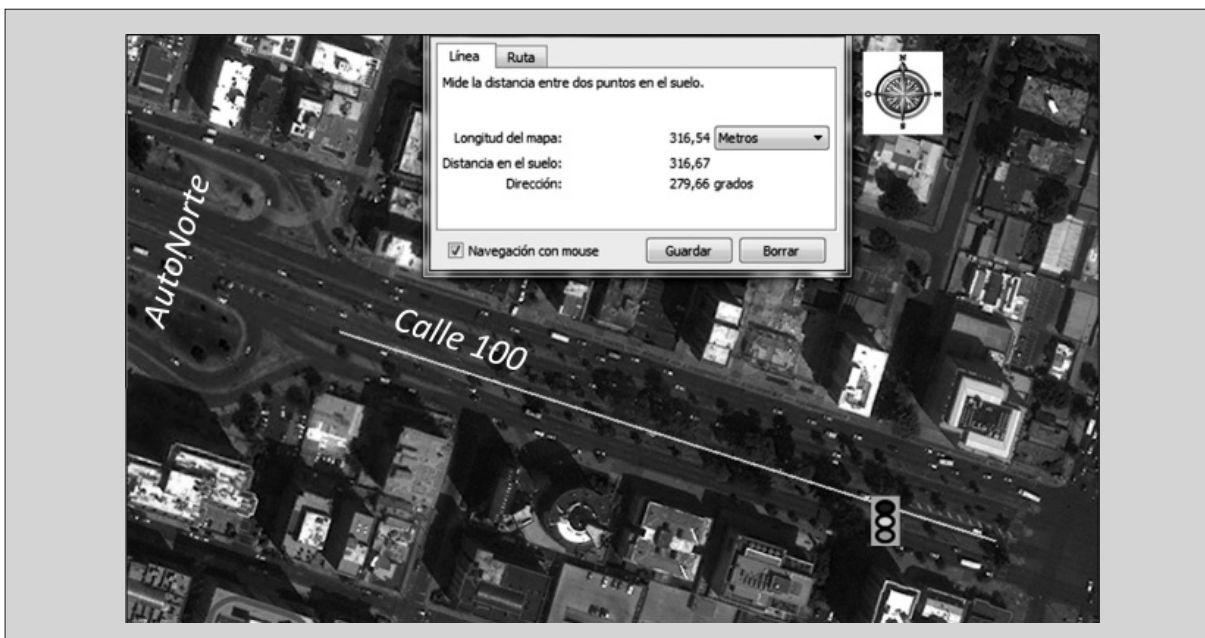 Línea Ruta
Mide la distancia entre dos puntos en el suelo.
Longitud del mapa: 316,54 Metros
Distancia en el suelo: 316,67
Dirección: 279,66 grados
Navegación con mouse Guardar Borrar
N
O E
S
AutoNorte
Calle 100